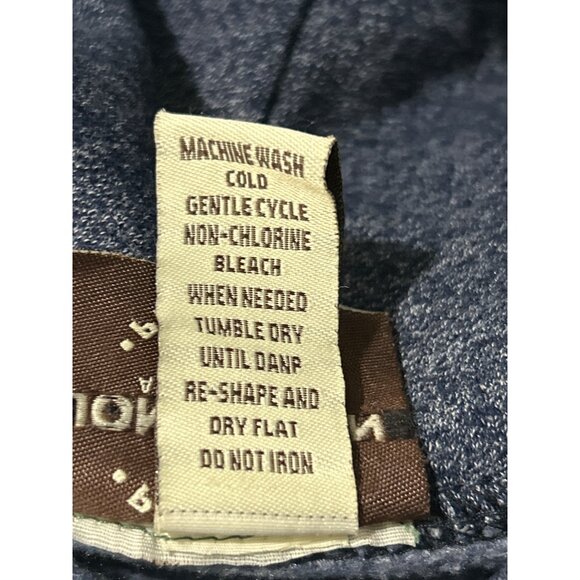 MACHINE WASH
COLD
GENTLE CYCLE
NON-CHLORINE
BLEACH
WHEN NEEDED
TUMBLE DRY
UNTIL DANP
RE-SHAPE AND
DRY FLAT
DO NOT IRON